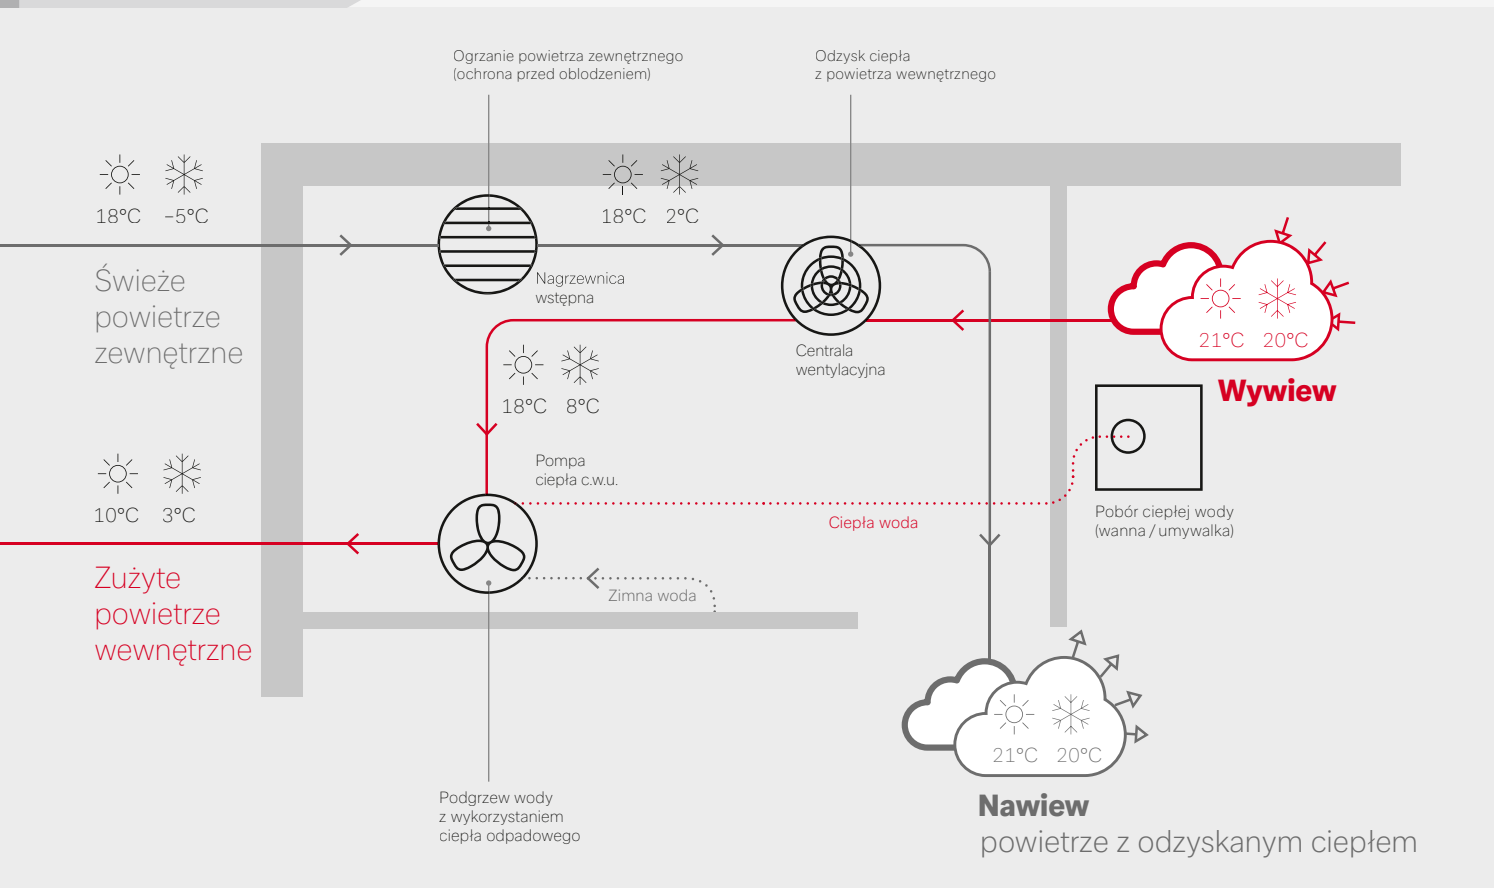 Ogrzanie powietrza zewnętrznego
(ochrona przed oblodzeniem)
Odzysk ciepła
z powietrza wewnętrznego
18°C -5°C
18°C 2°C
Świeże
powietrze
zewnętrzne
Nagrzewnica
wstępna
Centrala
wentylacyjna
21°C 20°C
Wywiew
18°C 8°C
Pompa
ciepła c.w.u.
10°C 3°C
Ciepła woda
Pobór ciepłej wody
(wanna / umywalka)
Zużyte
powietrze
wewnętrzne
Zimna woda
21°C 20°C
Podgrzew wody
z wykorzystaniem
ciepła odpadowego
Nawiew
powietrze z odzyskanym ciepłem